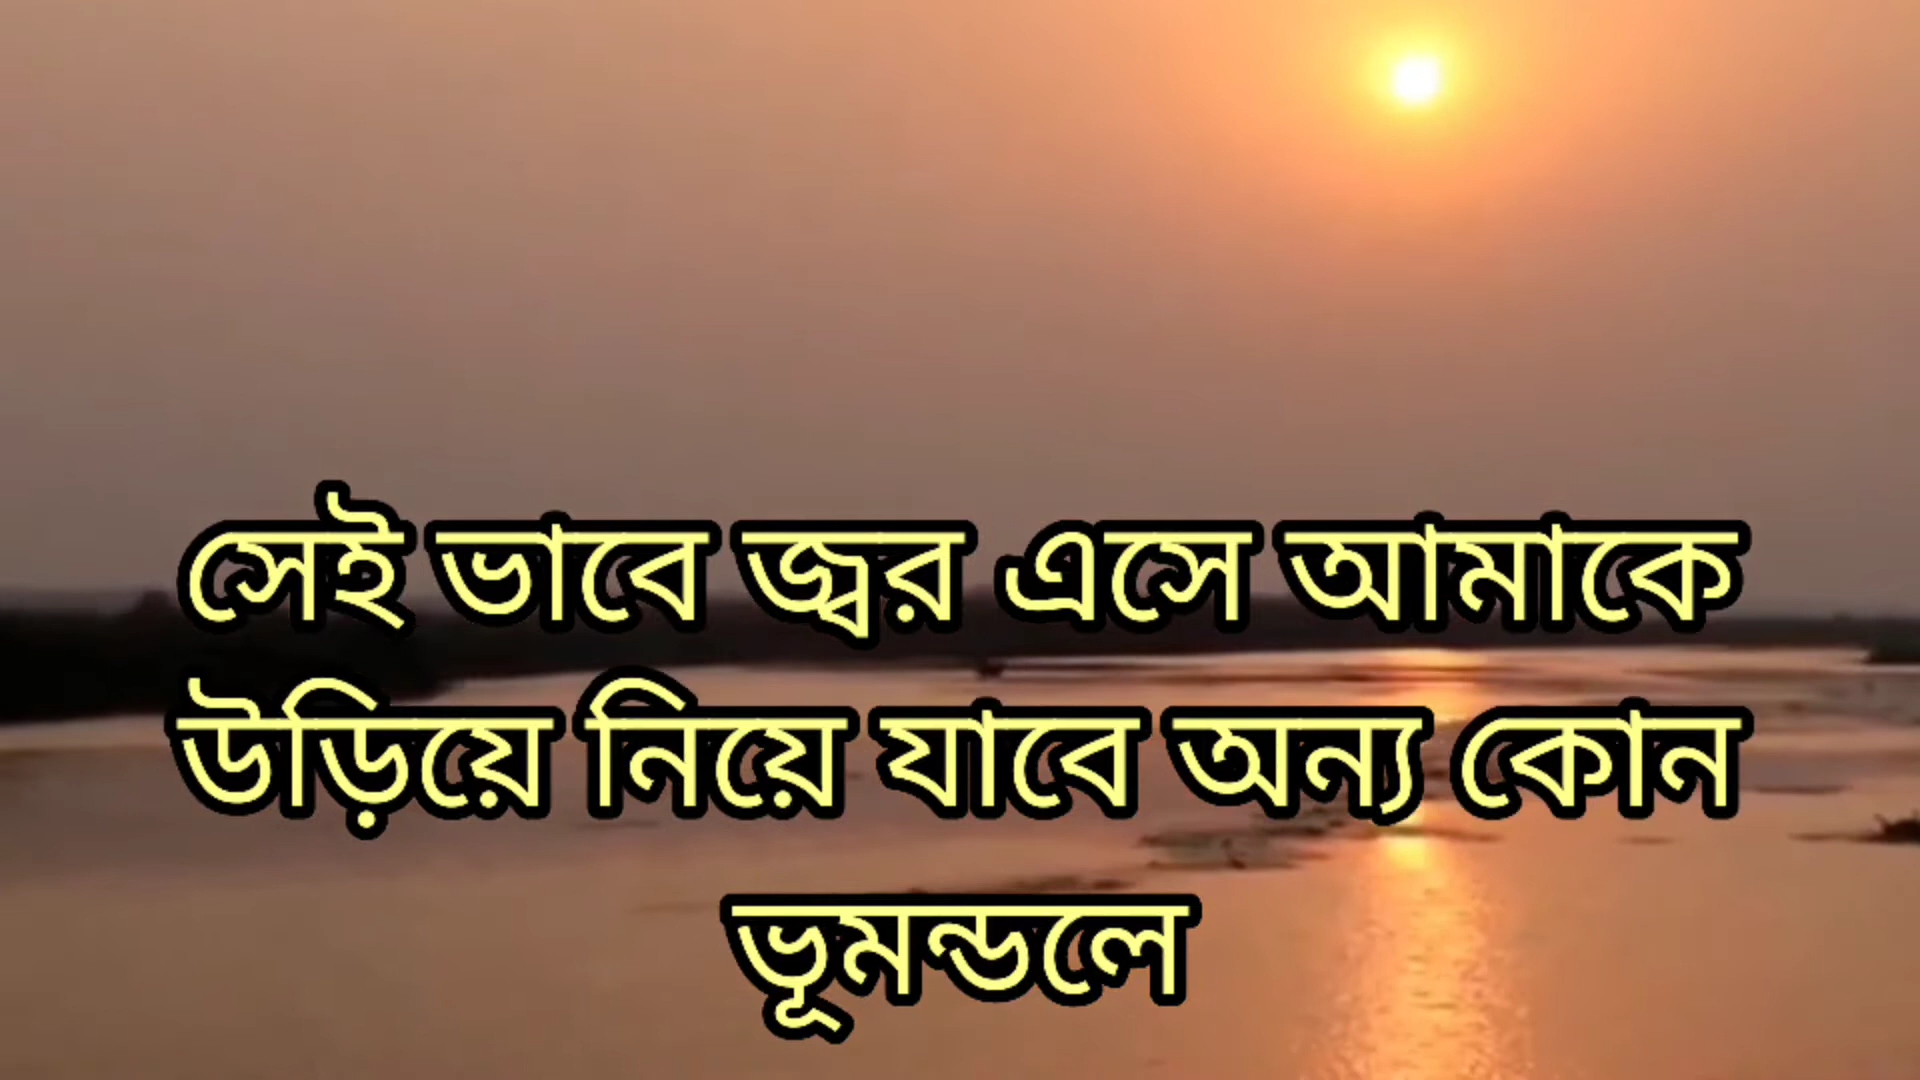 সেই ভাবে জ্বর এসে আমাকে
উড়িয়ে নিয়ে যাবে অন্য কোন
ভূমন্ডলে